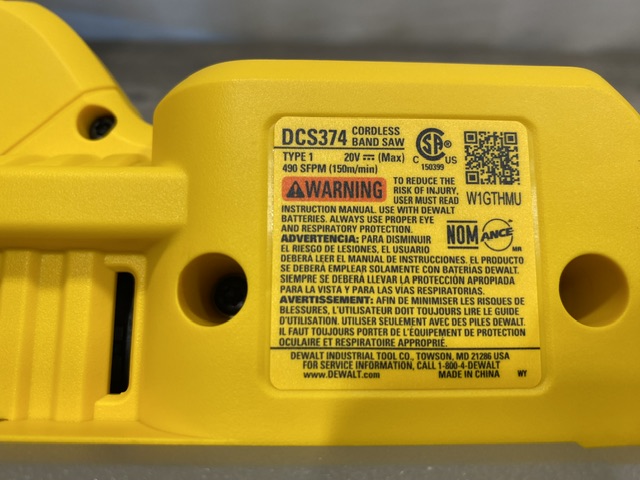 DCS374 CORDLESS BAND SAW
TYPE 1 20V ⎓ (Max)
490 SFPM (150m/min)
CSA
C US
150399
W1GTHMU
⚠WARNING
TO REDUCE THE
RISK OF INJURY,
USER MUST READ
INSTRUCTION MANUAL. USE WITH DEWALT
BATTERIES. ALWAYS USE PROPER EYE
AND RESPIRATORY PROTECTION.
NOM ANCE MR
ADVERTENCIA: PARA DISMINUIR
EL RIESGO DE LESIONES, EL USUARIO
DEBERÁ LEER EL MANUAL DE INSTRUCCIONES. EL PRODUCTO
SE DEBERÁ EMPLEAR SOLAMENTE CON BATERÍAS DEWALT.
SIEMPRE SE DEBERÁ LLEVAR LA PROTECCIÓN APROPIADA
PARA LA VISTA Y PARA LAS VÍAS RESPIRATORIAS.
AVERTISSEMENT: AFIN DE MINIMISER LES RISQUES DE
BLESSURES, L'UTILISATEUR DOIT TOUJOURS LIRE LE GUIDE
D'UTILISATION. UTILISER SEULEMENT AVEC DES PILES DEWALT.
IL FAUT TOUJOURS PORTER DE L'ÉQUIPEMENT DE PROTECTION
OCULAIRE ET RESPIRATOIRE APPROPRIÉ.
DEWALT INDUSTRIAL TOOL CO., TOWSON, MD 21286 USA
FOR SERVICE INFORMATION, CALL 1-800-4-DEWALT
www.DEWALT.com MADE IN CHINA WY